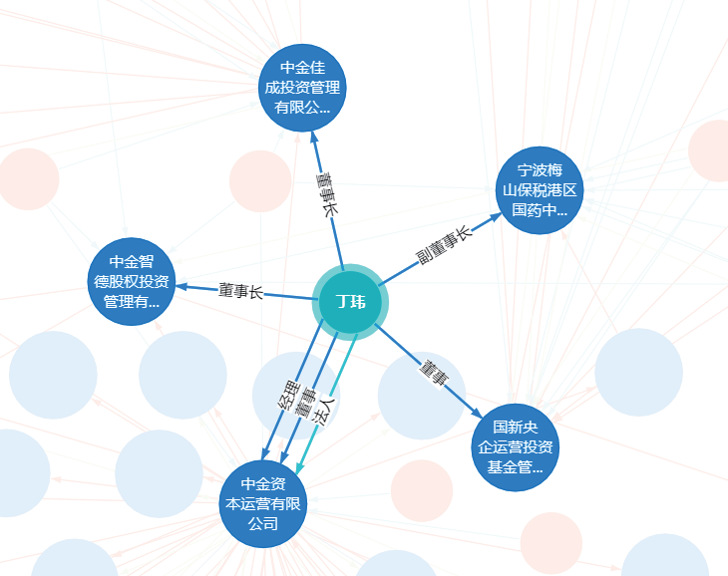 中金佳
成投资管理
有限公...
董事长
宁波梅
山保税港区
国药中...
副董事长
中金智
德股权投资
管理有...
董事长
丁玮
董事
经理
董事
法人
国新央
企运营投资
基金管...
中金资
本运营有限
公司